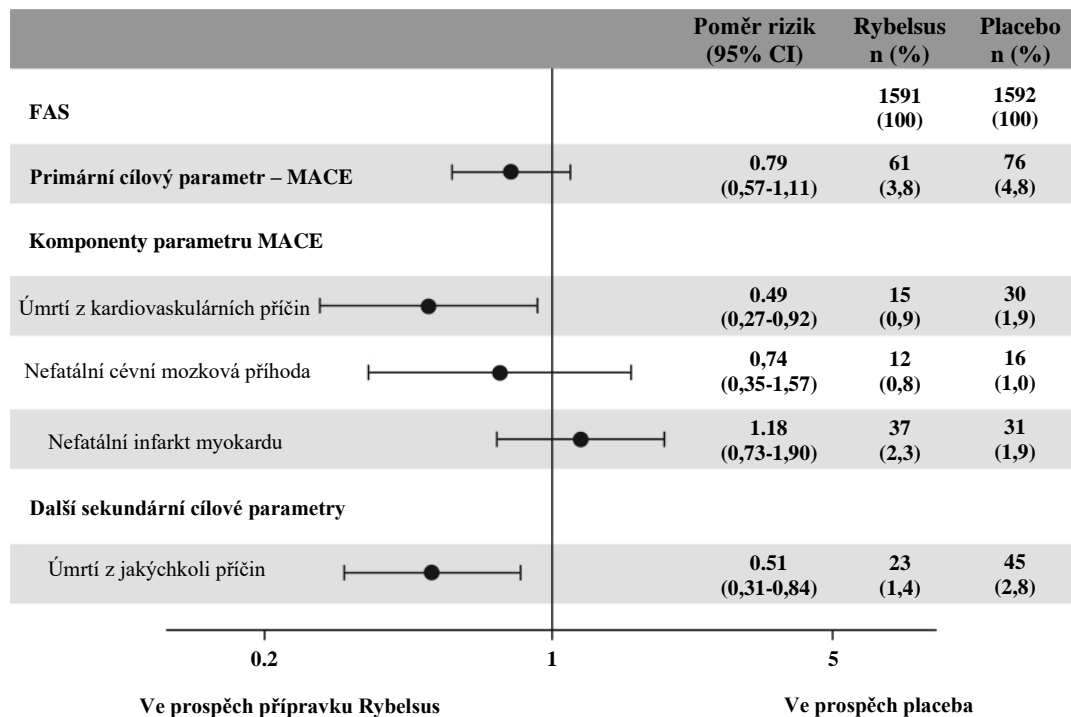 Poměr rizik Rybelsus Placebo
(95% CI) n (%) n (%)
FAS 1591 1592
(100) (100)
Primární cílový parametr – MACE 0.79 61 76
(0,57-1,11) (3,8) (4,8)
Komponenty parametru MACE
Úmrtí z kardiovaskulárních příčin 0.49 15 30
(0,27-0,92) (0,9) (1,9)
Nefatální cévní mozková příhoda 0,74 12 16
(0,35-1,57) (0,8) (1,0)
Nefatální infarkt myokardu 1.18 37 31
(0,73-1,90) (2,3) (1,9)
Další sekundární cílové parametry
Úmrtí z jakýchkoli příčin 0.51 23 45
(0,31-0,84) (1,4) (2,8)
0.2 1 5
Ve prospěch přípravku Rybelsus Ve prospěch placeba